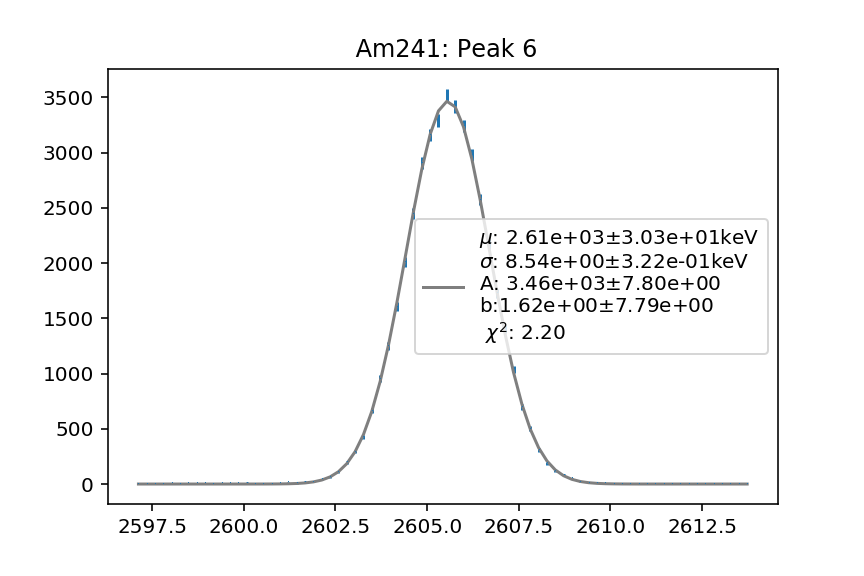 Am241: Peak 6
3500
3000
2500
2000
1500
1000
500
0
μ: 2.61e+03±3.03e+01keV
σ: 8.54e+00±3.22e-01keV
A: 3.46e+03±7.80e+00
b:1.62e+00±7.79e+00
χ²: 2.20
2597.5 2600.0 2602.5 2605.0 2607.5 2610.0 2612.5